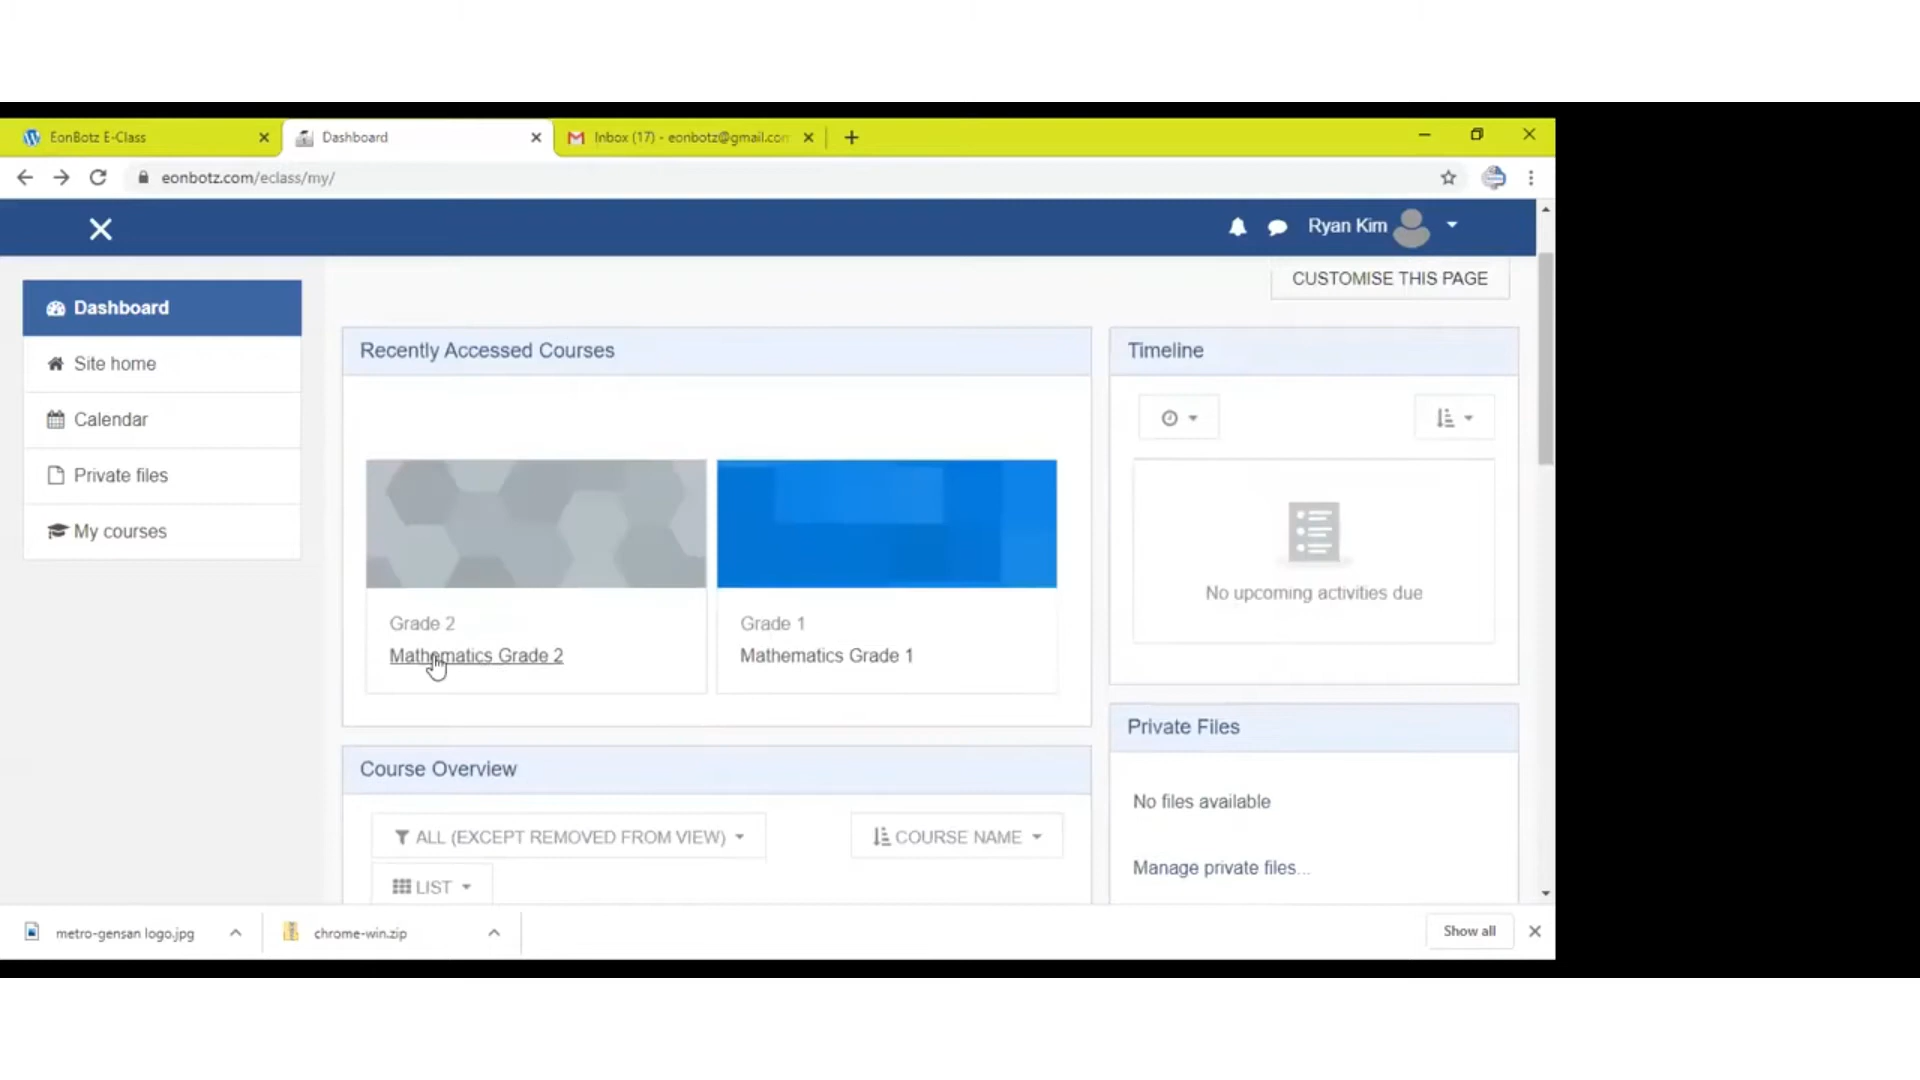 EonBotz E-Class
Dashboard
Inbox (17) - eonbotz@gmail.con
eonbotz.com/eclass/my/
Ryan Kim
CUSTOMISE THIS PAGE
Dashboard
Site home
Calendar
Private files
My courses
Recently Accessed Courses
Grade 2
Mathematics Grade 2
Grade 1
Mathematics Grade 1
Timeline
No upcoming activities due
Course Overview
ALL (EXCEPT REMOVED FROM VIEW)
COURSE NAME
LIST
Private Files
No files available
Manage private files...
metro-gensan logo.jpg
chrome-win.zip
Show all